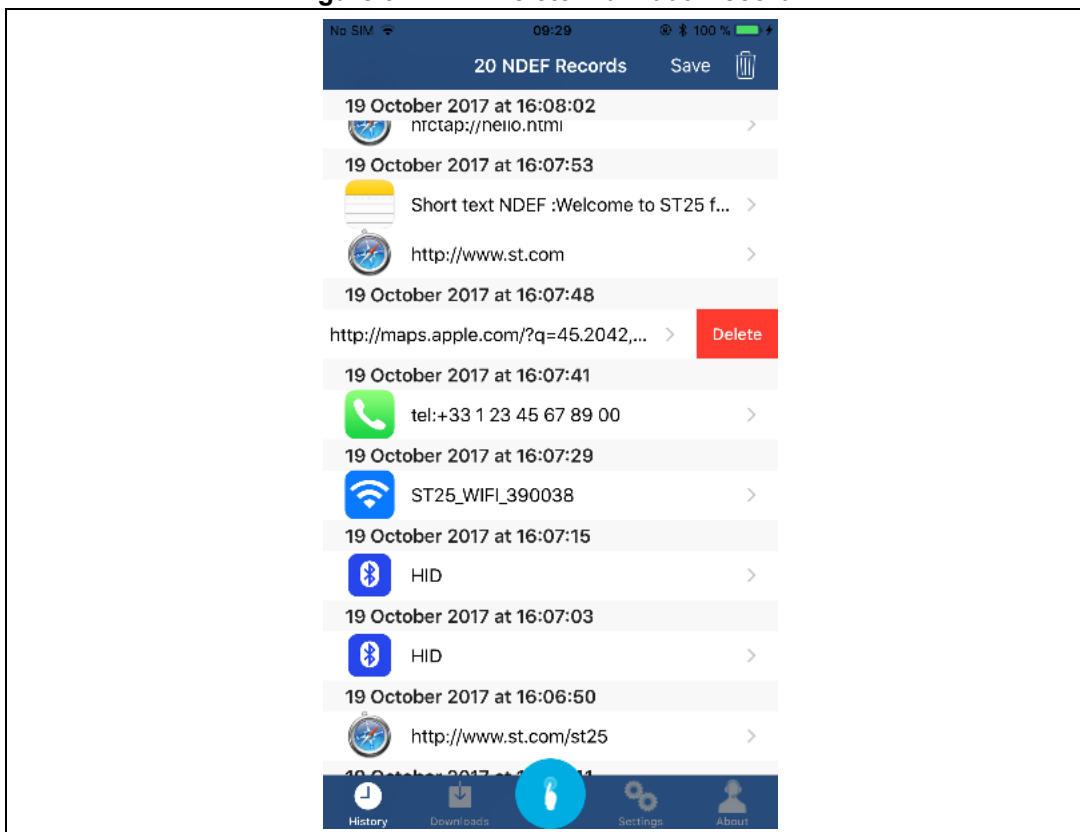 No SIM 09:29 100 %
20 NDEF Records Save
19 October 2017 at 16:08:02
nfctap://hello.html
19 October 2017 at 16:07:53
Short text NDEF :Welcome to ST25 f...
http://www.st.com
19 October 2017 at 16:07:48
http://maps.apple.com/?q=45.2042,... Delete
19 October 2017 at 16:07:41
tel:+33 1 23 45 67 89 00
19 October 2017 at 16:07:29
ST25_WIFI_390038
19 October 2017 at 16:07:15
HID
19 October 2017 at 16:07:03
HID
19 October 2017 at 16:06:50
http://www.st.com/st25
19 October 2017 at
History Downloads Settings About